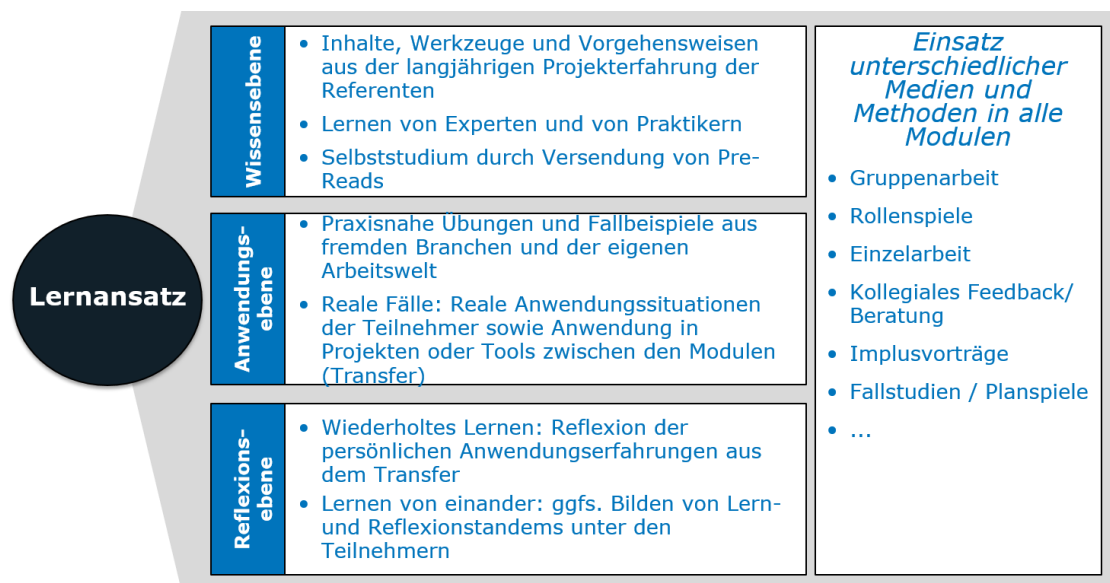 Lernansatz
Wissensebene
• Inhalte, Werkzeuge und Vorgehensweisen
aus der langjährigen Projekterfahrung der
Referenten
• Lernen von Experten und von Praktikern
• Selbststudium durch Versendung von Pre-
Reads
Anwendungs-
ebene
• Praxisnahe Übungen und Fallbeispiele aus
fremden Branchen und der eigenen
Arbeitswelt
• Reale Fälle: Reale Anwendungssituationen
der Teilnehmer sowie Anwendung in
Projekten oder Tools zwischen den Modulen
(Transfer)
Reflexions-
ebene
• Wiederholtes Lernen: Reflexion der
persönlichen Anwendungserfahrungen aus
dem Transfer
• Lernen von einander: ggfs. Bilden von Lern-
und Reflexionstandems unter den
Teilnehmern
Einsatz
unterschiedlicher
Medien und
Methoden in alle
Modulen
• Gruppenarbeit
• Rollenspiele
• Einzelarbeit
• Kollegiales Feedback/
Beratung
• Implusvorträge
• Fallstudien / Planspiele
• ...